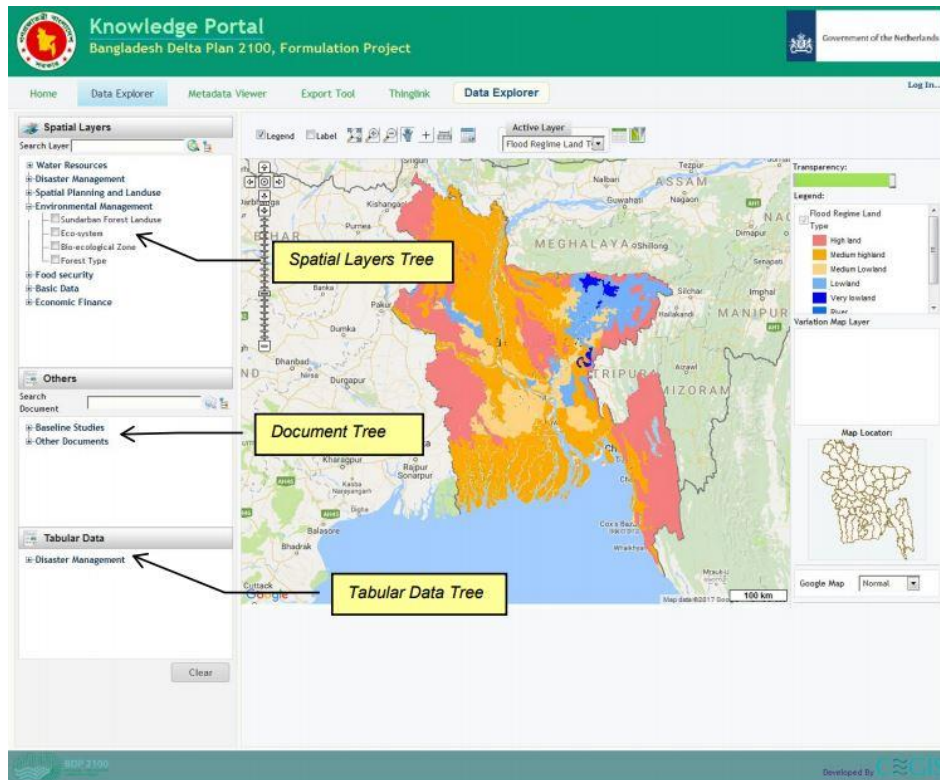 Knowledge Portal
Bangladesh Delta Plan 2100, Formulation Project
Government of the Netherlands
Home Data Explorer Metadata Viewer Export Tool Thinglink Data Explorer Log In..
Spatial Layers
Search Layer
Water Resources
Disaster Management
Spatial Planning and Landuse
Environmental Management
Sundarban Forest Landuse
Eco-system
Bio-ecological Zone
Forest Type
Food security
Basic Data
Economic Finance
Others
Search
Document
Baseline Studies
Other Documents
Tabular Data
Disaster Management
Clear
Legend Label
Active Layer
Flood Regime Land T
Spatial Layers Tree
Document Tree
Tabular Data Tree
Tezpur
Nalbari
ASSAM
Guwahati
Nagaon
Kishanga
Purnea
Dimapur
MEGHALAYA
Shillong
Senapati
Banka
Silchar
Imphal
Pakur
Hailakandi
MANIPUR
Dumka
Dhanbad
Nirsa
Durgapur
Aizawl
TRIPURA
MIZORAM
Kharagpur
Rajpur
Sonarpur
Kasba
Narayangarh
Digha
Balasore
Bhadrak
Cuttack
Google
100 km
Transparency:
Legend:
Flood Regime Land
Type
High land
Medium highland
Medium Lowland
Lowland
Very lowland
River
Variation Map Layer
Map Locator:
Google Map Normal
BDP 2100
Developed By CEGIS